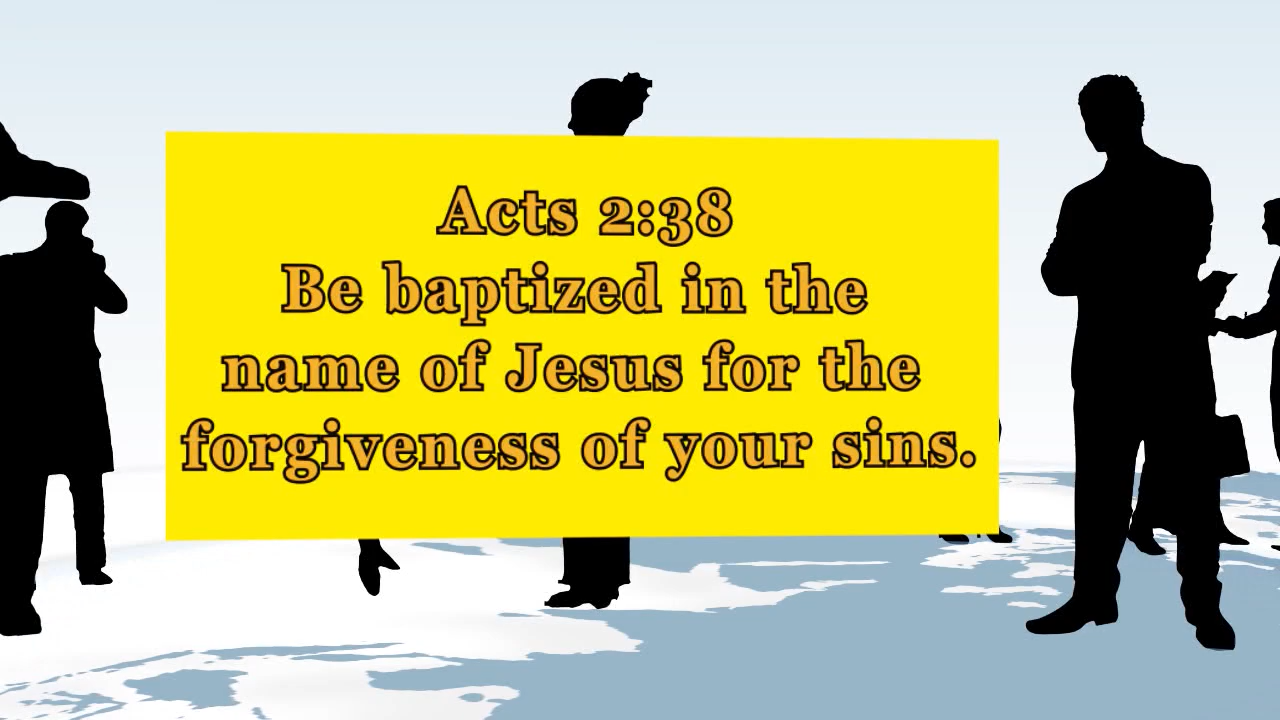 Acts 2:38
Be baptized in the
name of Jesus for the
forgiveness of your sins.